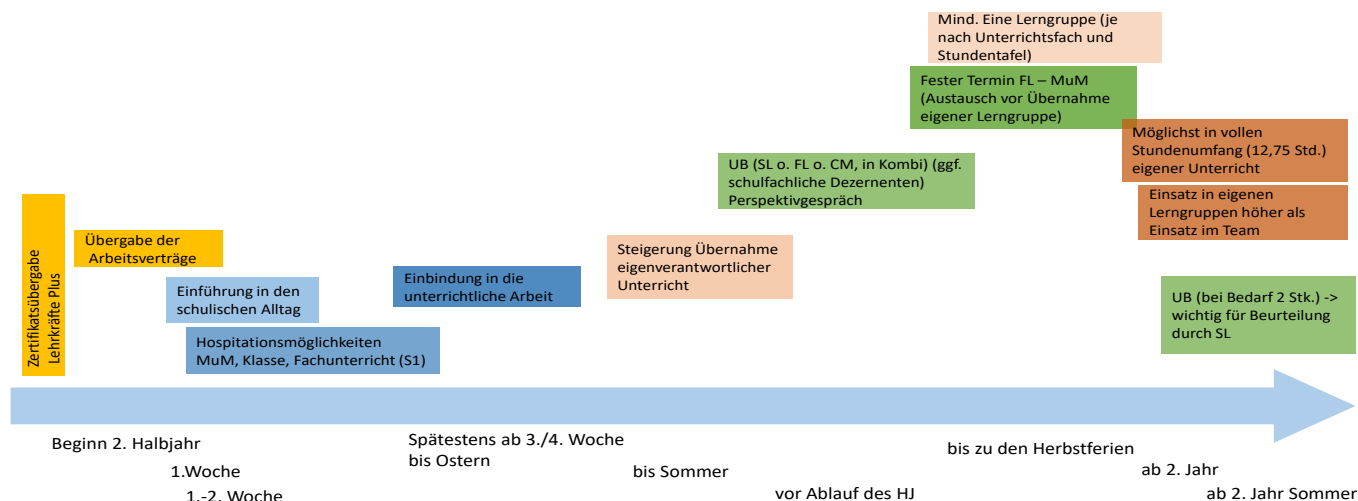 Mind. Eine Lerngruppe (je
nach Unterrichtsfach und
Stundentafel)
Fester Termin FL – MuM
(Austausch vor Übernahme
eigener Lerngruppe)
Möglichst in vollen
Stundenumfang (12,75 Std.)
eigener Unterricht
UB (SL o. FL o. CM, in Kombi) (ggf.
schulfachliche Dezernenten)
Perspektivgespräch
Einsatz in eigenen
Lerngruppen höher als
Einsatz im Team
Zertifikatsübergabe
Lehrkräfte Plus
Übergabe der
Arbeitsverträge
Steigerung Übernahme
eigenverantwortlicher
Unterricht
Einführung in den
schulischen Alltag
Einbindung in die
unterrichtliche Arbeit
UB (bei Bedarf 2 Stk.) ->
wichtig für Beurteilung
durch SL
Hospitationsmöglichkeiten
MuM, Klasse, Fachunterricht (S1)
Beginn 2. Halbjahr
1.Woche
1.-2. Woche
Spätestens ab 3./4. Woche
bis Ostern
bis Sommer
vor Ablauf des HJ
bis zu den Herbstferien
ab 2. Jahr
ab 2. Jahr Sommer